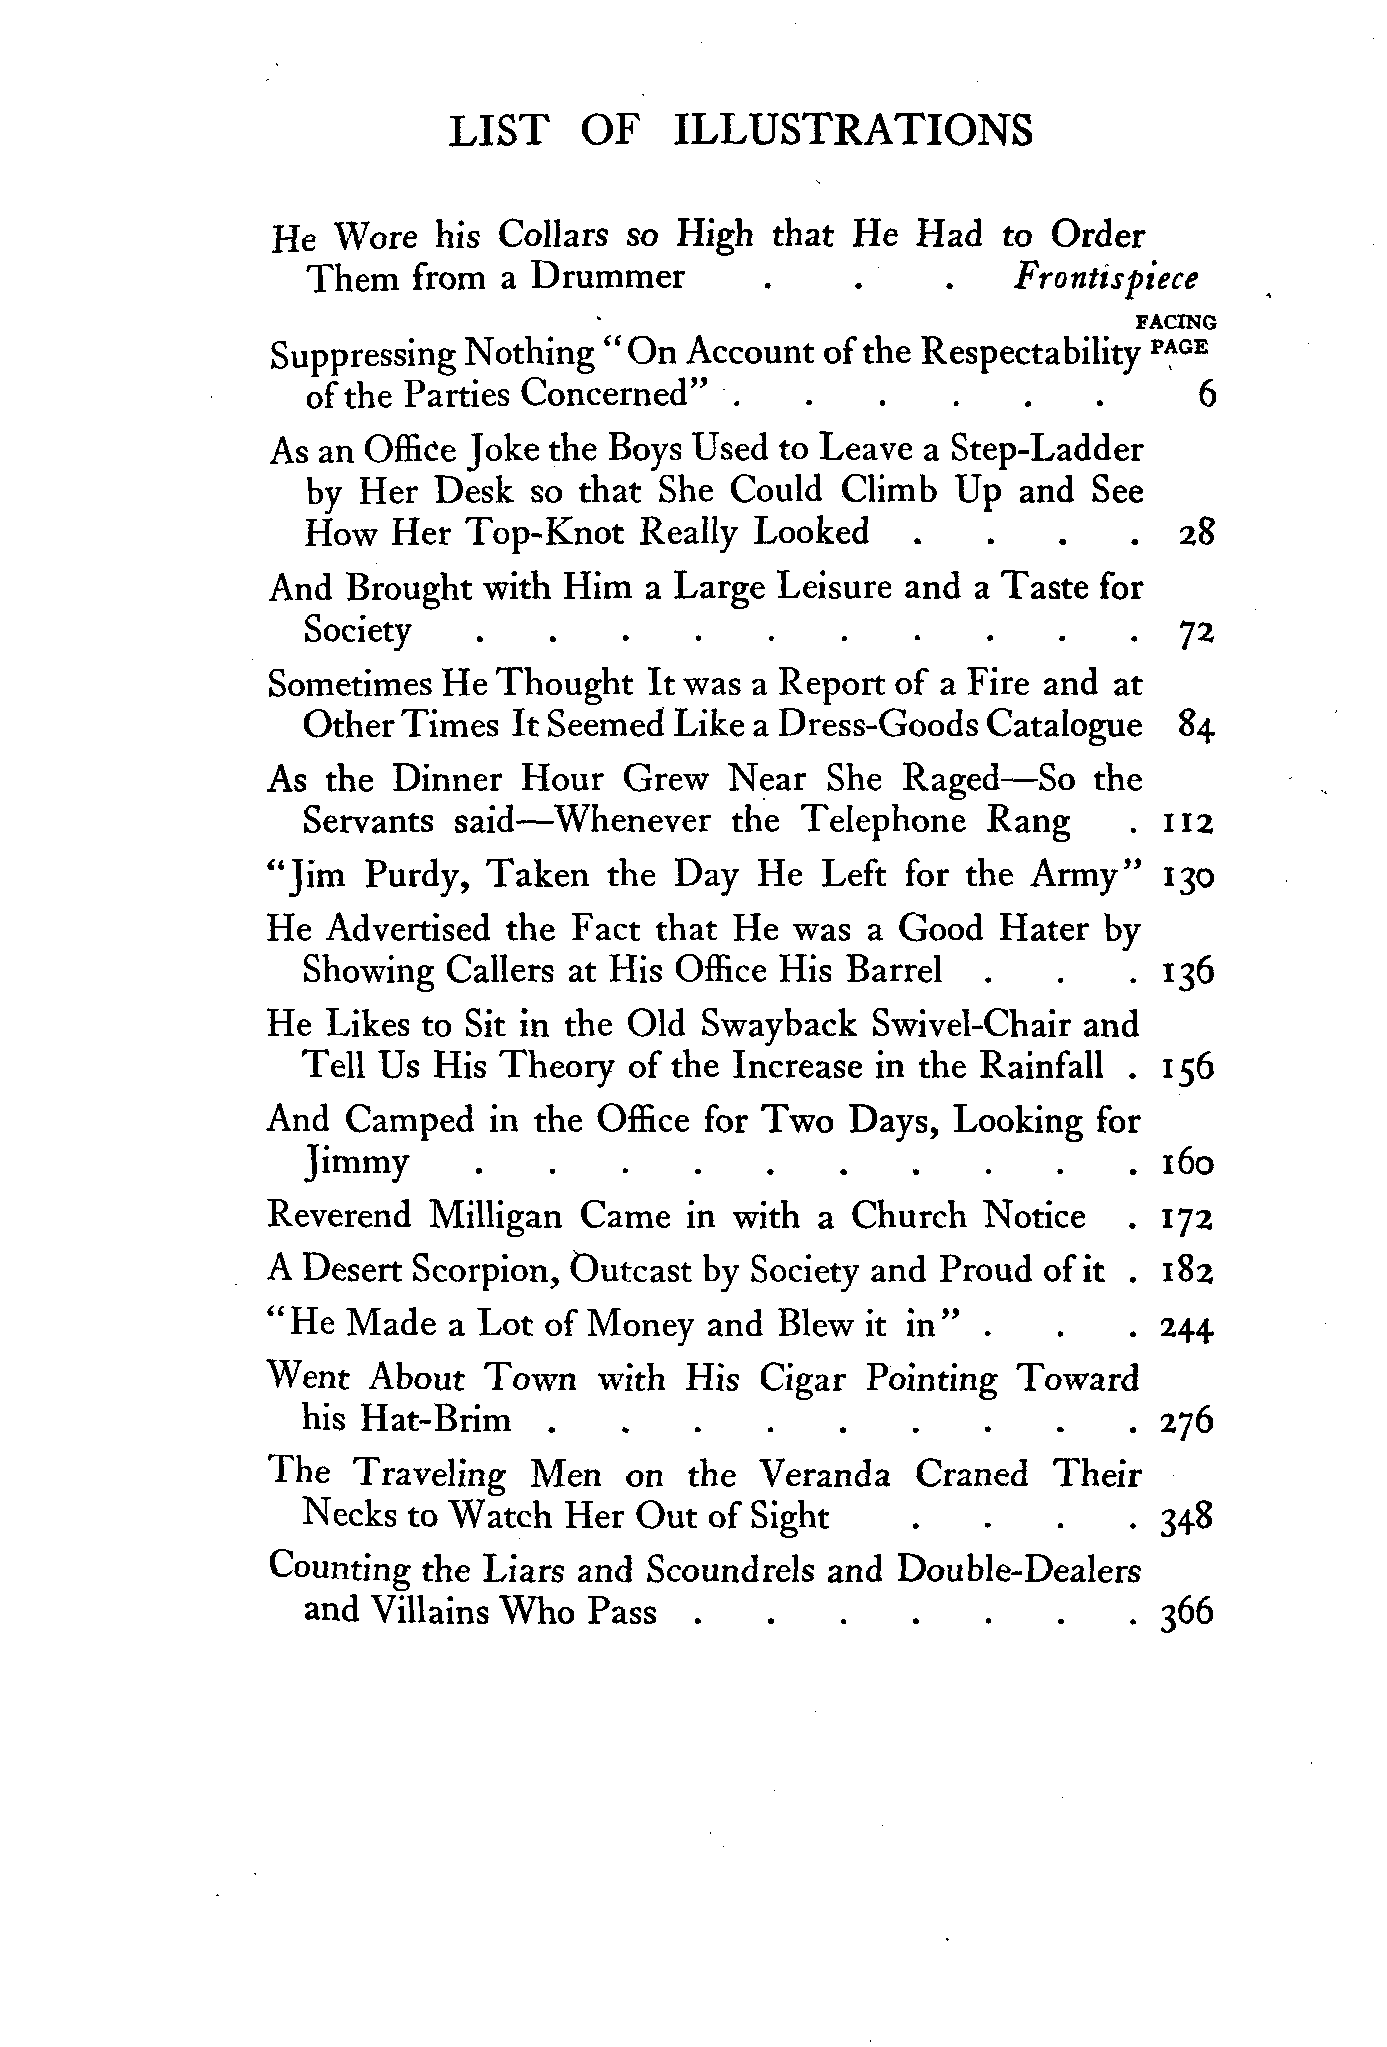 LIST OF ILLUSTRATIONS
He Wore his Collars so High that He Had to Order
Them from a Drummer . . . Frontispiece
FACING
Suppressing Nothing "On Account of the Respectability PAGE
of the Parties Concerned" . . . . . . 6
As an Office Joke the Boys Used to Leave a Step-Ladder
by Her Desk so that She Could Climb Up and See
How Her Top-Knot Really Looked . . . . 28
And Brought with Him a Large Leisure and a Taste for
Society . . . . . . . . . . 72
Sometimes He Thought It was a Report of a Fire and at
Other Times It Seemed Like a Dress-Goods Catalogue 84
As the Dinner Hour Grew Near She Raged—So the
Servants said—Whenever the Telephone Rang . 112
"Jim Purdy, Taken the Day He Left for the Army" 130
He Advertised the Fact that He was a Good Hater by
Showing Callers at His Office His Barrel . . . 136
He Likes to Sit in the Old Swayback Swivel-Chair and
Tell Us His Theory of the Increase in the Rainfall . 156
And Camped in the Office for Two Days, Looking for
Jimmy . . . . . . . . . . 160
Reverend Milligan Came in with a Church Notice . 172
A Desert Scorpion, Outcast by Society and Proud of it . 182
"He Made a Lot of Money and Blew it in" . . . 244
Went About Town with His Cigar Pointing Toward
his Hat-Brim . . . . . . . . . 276
The Traveling Men on the Veranda Craned Their
Necks to Watch Her Out of Sight . . . . 348
Counting the Liars and Scoundrels and Double-Dealers
and Villains Who Pass . . . . . . . 366